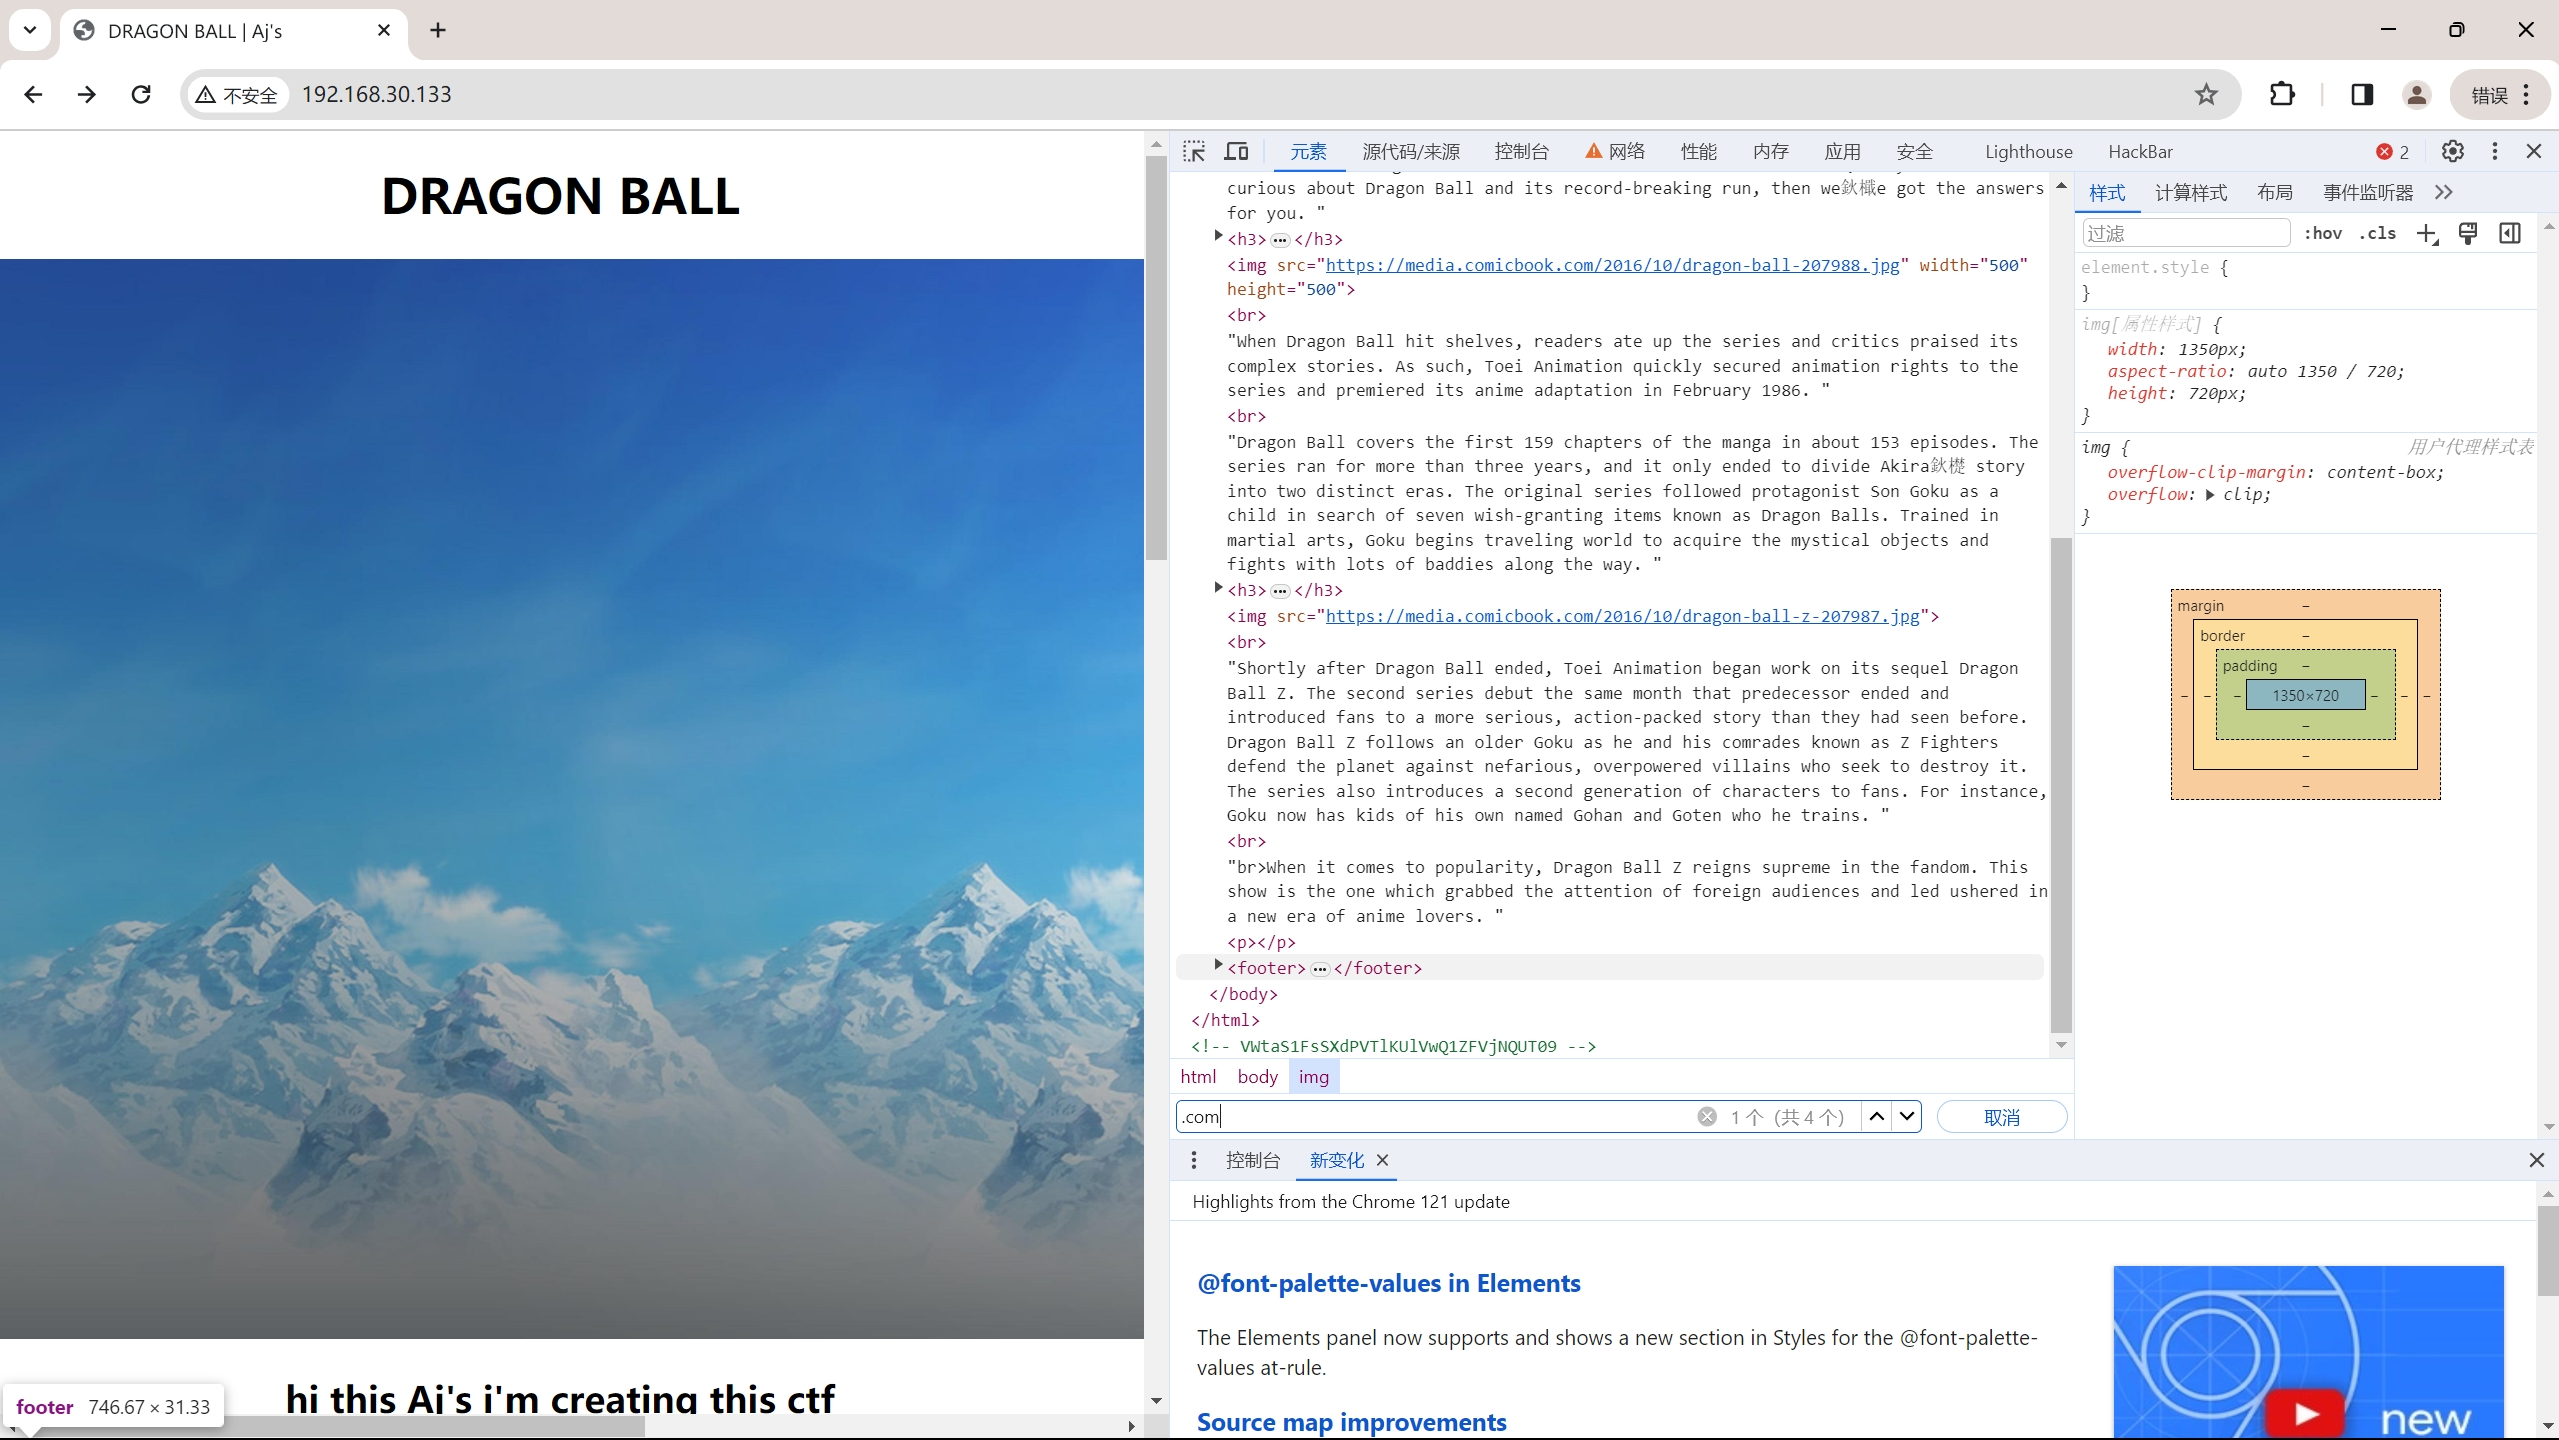 DRAGON BALL | Aj's
不安全
192.168.30.133
错误
DRAGON BALL
hi this Aj's i'm creating this ctf
footer 746.67 × 31.33
元素 源代码/来源 控制台 网络 性能 内存 应用 安全 Lighthouse HackBar 2
curious about Dragon Ball and its record-breaking run, then we鈥檝e got the answers
for you. "
<h3>…</h3>
<img src="https://media.comicbook.com/2016/10/dragon-ball-207988.jpg" width="500"
height="500">
<br>
"When Dragon Ball hit shelves, readers ate up the series and critics praised its
complex stories. As such, Toei Animation quickly secured animation rights to the
series and premiered its anime adaptation in February 1986. "
<br>
"Dragon Ball covers the first 159 chapters of the manga in about 153 episodes. The
series ran for more than three years, and it only ended to divide Akira鈥檚 story
into two distinct eras. The original series followed protagonist Son Goku as a
child in search of seven wish-granting items known as Dragon Balls. Trained in
martial arts, Goku begins traveling world to acquire the mystical objects and
fights with lots of baddies along the way. "
<h3>…</h3>
<img src="https://media.comicbook.com/2016/10/dragon-ball-z-207987.jpg">
<br>
"Shortly after Dragon Ball ended, Toei Animation began work on its sequel Dragon
Ball Z. The second series debut the same month that predecessor ended and
introduced fans to a more serious, action-packed story than they had seen before.
Dragon Ball Z follows an older Goku as he and his comrades known as Z Fighters
defend the planet against nefarious, overpowered villains who seek to destroy it.
The series also introduces a second generation of characters to fans. For instance,
Goku now has kids of his own named Gohan and Goten who he trains. "
<br>
"br>When it comes to popularity, Dragon Ball Z reigns supreme in the fandom. This
show is the one which grabbed the attention of foreign audiences and led ushered in
a new era of anime lovers. "
<p></p>
<footer>…</footer>
</body>
</html>
<!-- VWtaS1FsSXdPVTlKUlVwQ1ZFVjNQUT09 -->
html body img
.com 1 个 (共 4 个) 取消
样式 计算样式 布局 事件监听器
过滤 :hov .cls
element.style {
}
img[属性样式] {
width: 1350px;
aspect-ratio: auto 1350 / 720;
height: 720px;
}
img { 用户代理样式表
overflow-clip-margin: content-box;
overflow: clip;
}
margin –
border –
padding –
– – – 1350×720 – – –
–
–
–
控制台 新变化
Highlights from the Chrome 121 update
@font-palette-values in Elements
The Elements panel now supports and shows a new section in Styles for the @font-palette-
values at-rule.
Source map improvements
new